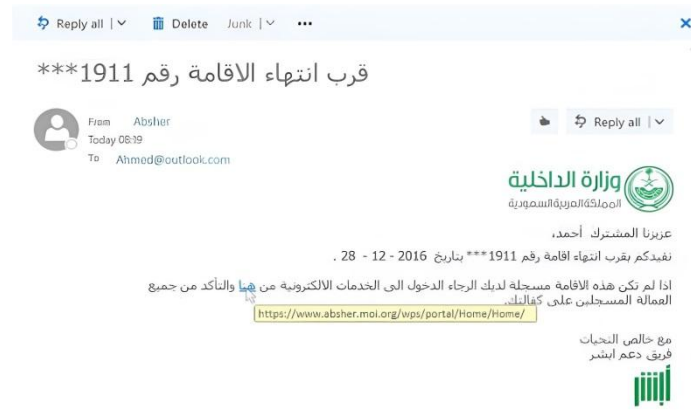 Reply all | Delete Junk | ...
قرب انتهاء الاقامة رقم 1911***
From Absher
Reply all |
Today 08:19
To Ahmed@outlook.com
وزارة الداخلية
المملكة العربية السعودية
عزيزنا المشترك أحمد،
نفيدكم بقرب انتهاء اقامة رقم 1911*** بتاريخ 2016 - 12 - 28 .
اذا لم تكن هذه الاقامة مسجلة لديك الرجاء الدخول الى الخدمات الالكترونية من هنا والتأكد من جميع
العمالة المسجلين على كفالتك.
https://www.absher.moi.org/wps/portal/Home/Home/
مع خالص التحيات
فريق دعم ابشر
أبشر